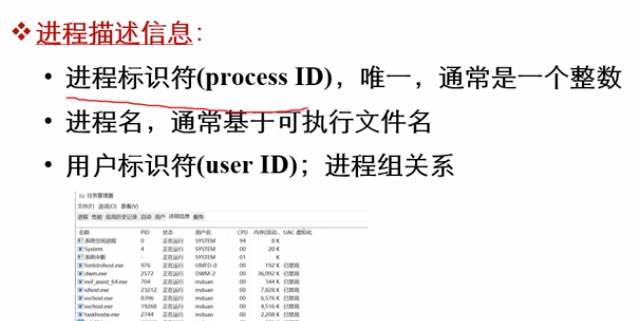 进程描述信息:
• 进程标识符(process ID)，唯一，通常是一个整数
• 进程名，通常基于可执行文件名
• 用户标识符(user ID)；进程组关系
任务管理器
文件(F) 选项(O) 查看(V)
进程 性能 应用历史记录 启动 用户 详细信息 服务
名称 PID 状态 用户名 CPU 内存(活动... UAC 虚拟化
系统空闲进程 0 正在运行 SYSTEM 94 8 K
System 4 正在运行 SYSTEM 00 20 K
系统中断 - 正在运行 SYSTEM 01 K
fontdrvhost.exe 976 正在运行 UMFD-0 00 192 K 已禁用
dwm.exe 2572 正在运行 DWM-2 00 36,092 K 已禁用
esif_assist_64.exe 704 正在运行 mduan 00 344 K 已禁用
sihost.exe 23212 正在运行 mduan 00 7,828 K 已禁用
svchost.exe 8396 正在运行 mduan 00 6,576 K 已禁用
svchost.exe 19268 正在运行 mduan 00 4,516 K 已禁用
taskhostw.exe 2744 正在运行 mduan 00 2,208 K 已禁用